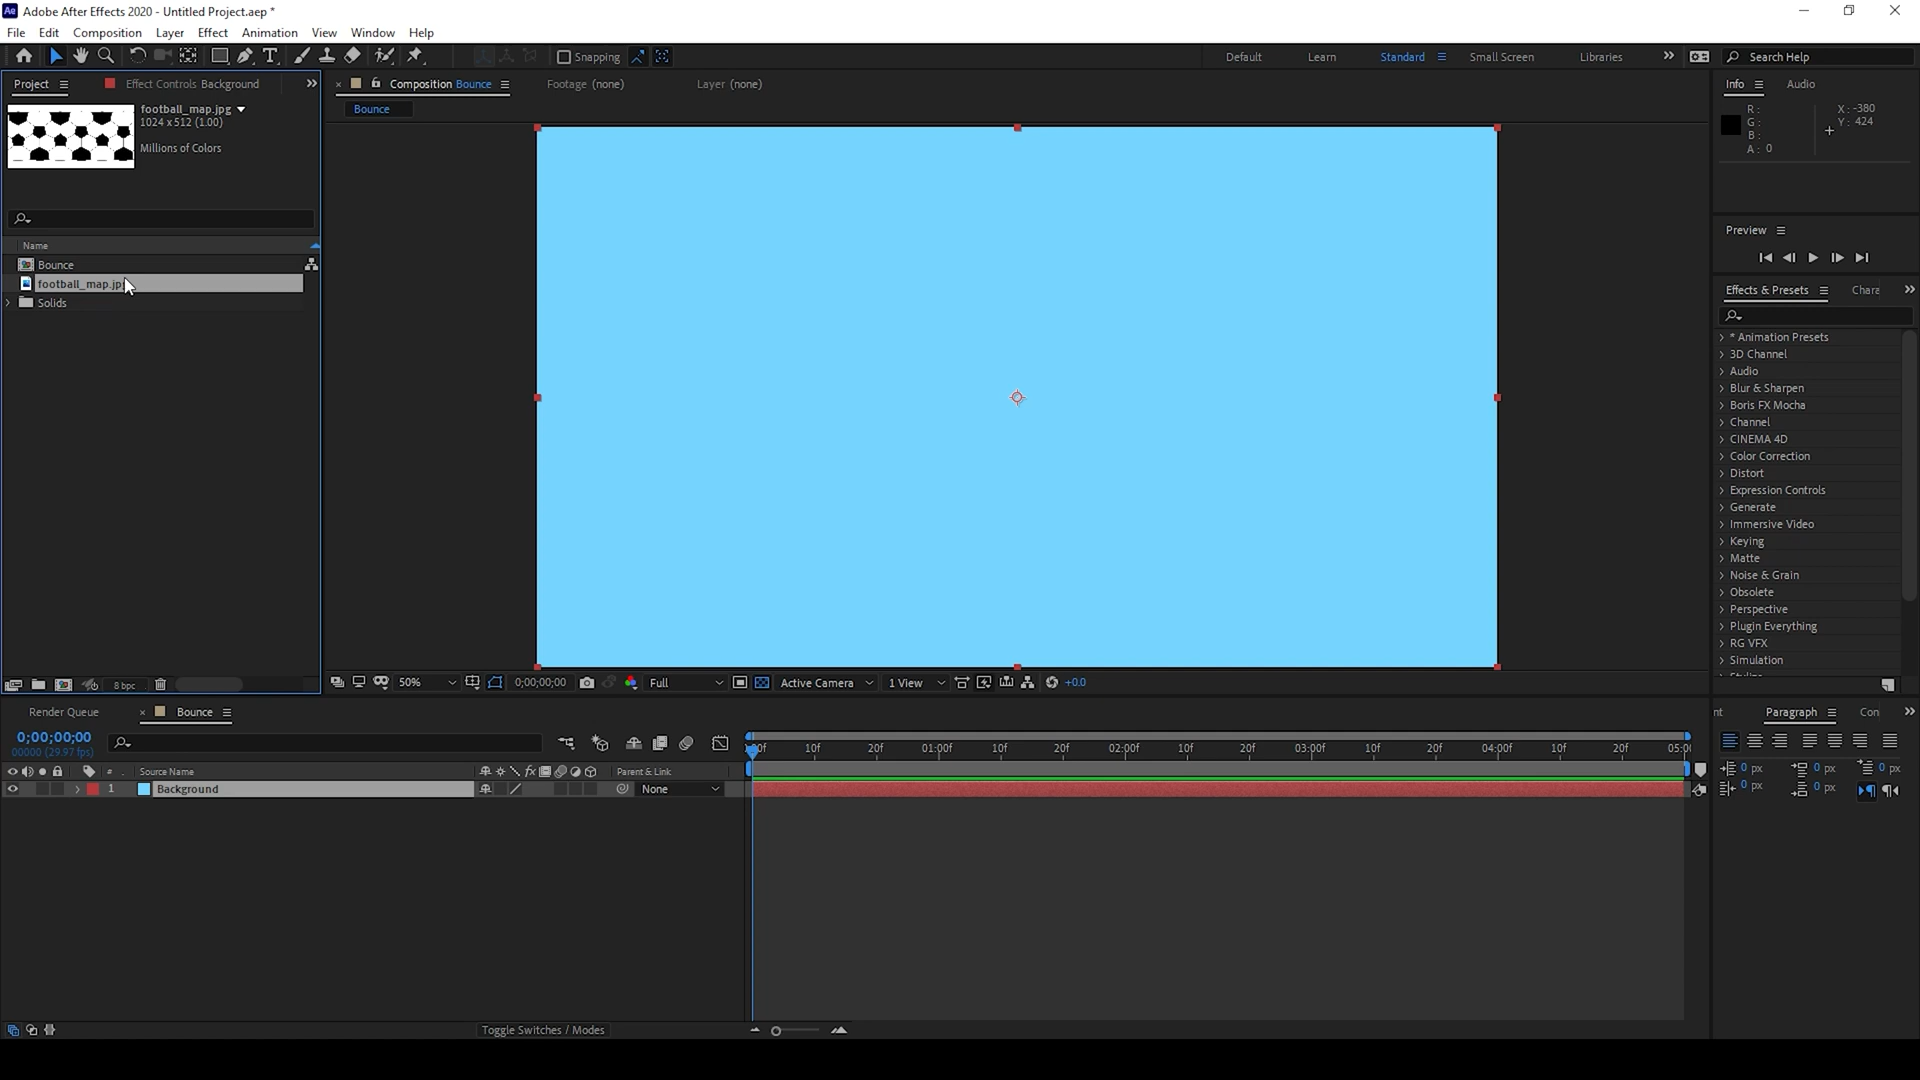 Ae Adobe After Effects 2020 - Untitled Project.aep *
File Edit Composition Layer Effect Animation View Window Help
Snapping Default Learn Standard Small Screen Libraries Search Help
Project Effect Controls Background Composition Bounce Footage (none) Layer (none) Info Audio
Bounce
football_map.jpg
1024 x 512 (1.00)
Millions of Colors
R:
G:
B:
A: 0
X: -380
Y: 424
Preview
Name
Bounce
football_map.jp
Solids
Effects & Presets Chara
* Animation Presets
3D Channel
Audio
Blur & Sharpen
Boris FX Mocha
Channel
CINEMA 4D
Color Correction
Distort
Expression Controls
Generate
Immersive Video
Keying
Matte
Noise & Grain
Obsolete
Perspective
Plugin Everything
RG VFX
Simulation
8 bpc 50% 0;00;00;00 Full Active Camera 1 View +0.0
Render Queue Bounce nt Paragraph Con
0;00;00;00
00000 (29.97 fps)
10f 20f 01:00f 10f 20f 02:00f 10f 20f 03:00f 10f 20f 04:00f 10f 20f 05:0
# Source Name fx Parent & Link
1 Background None
0 px 0 px 0 px
0 px 0 px
Toggle Switches / Modes